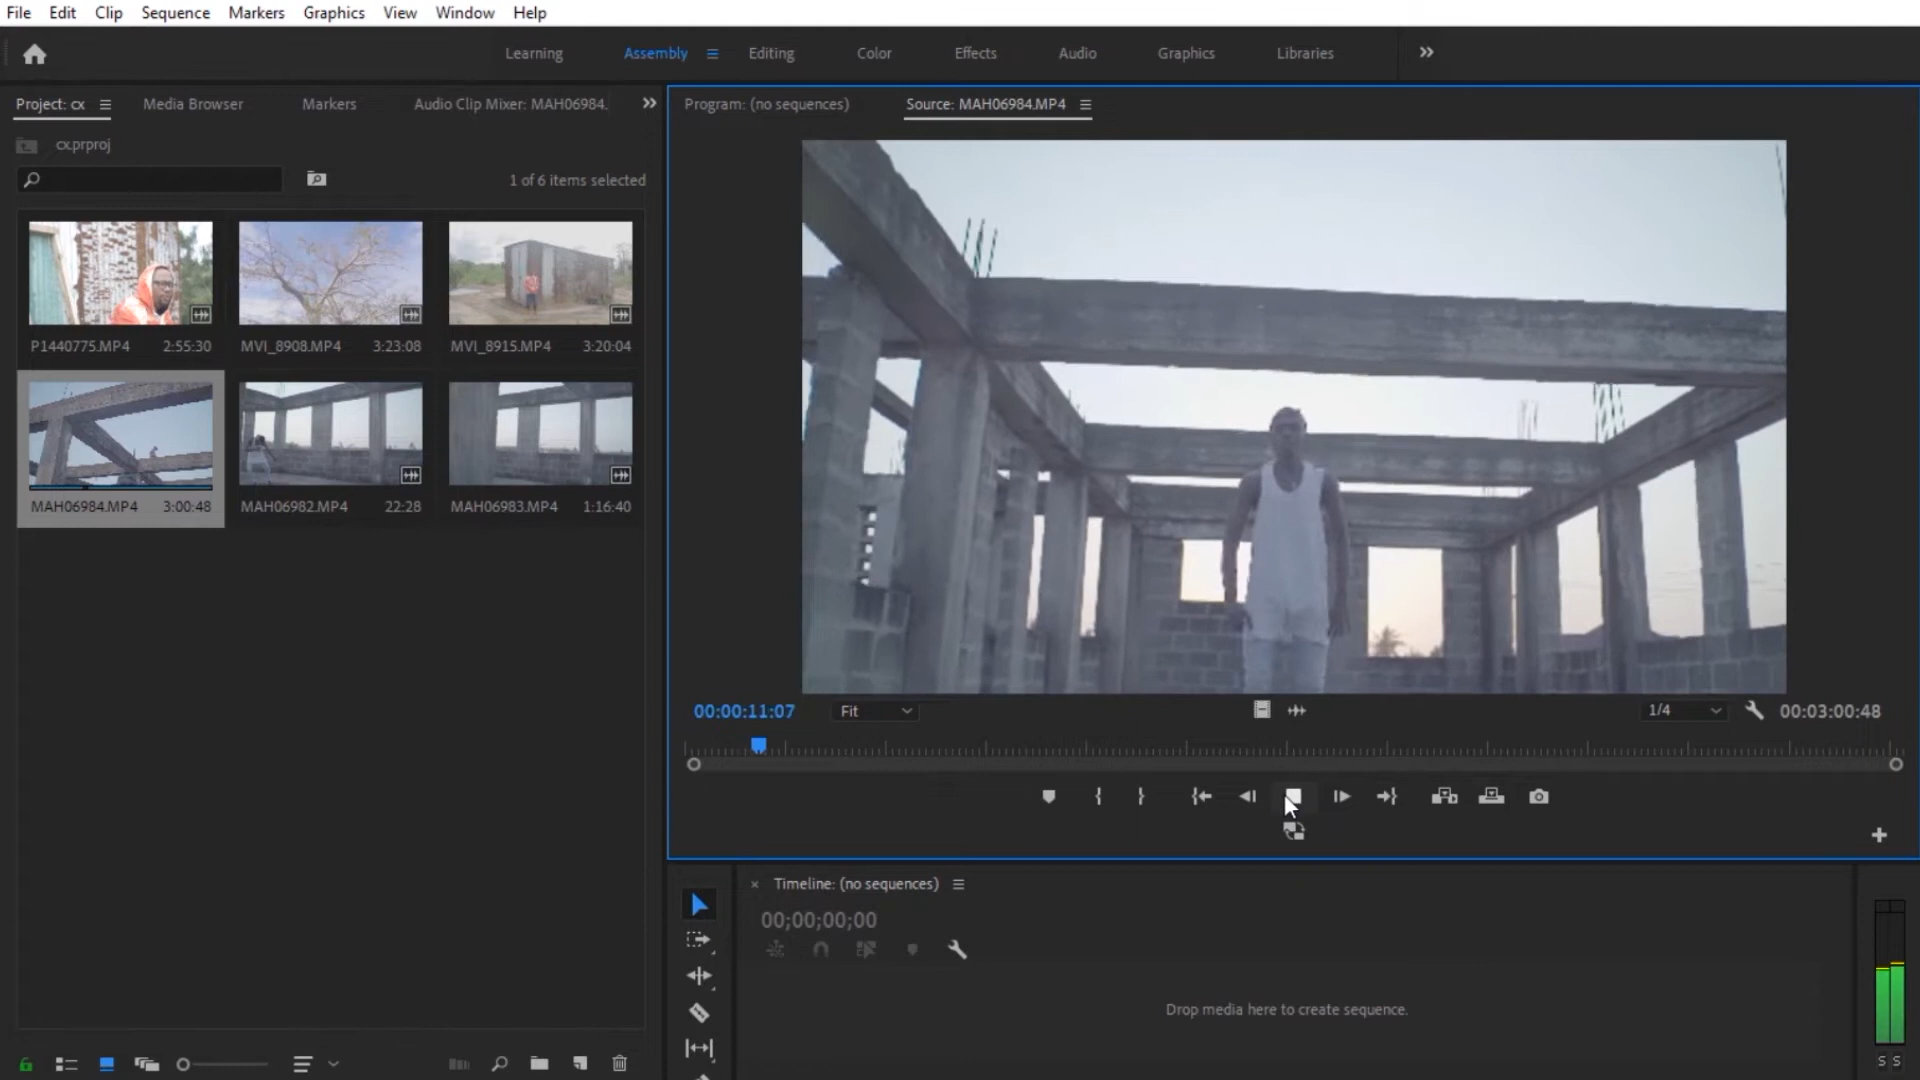 File Edit Clip Sequence Markers Graphics View Window Help
Learning Assembly Editing Color Effects Audio Graphics Libraries
Project: cx Media Browser Markers Audio Clip Mixer: MAH06984.
Program: (no sequences) Source: MAH06984.MP4
cx.prproj
1 of 6 items selected
P1440775.MP4 2:55:30 MVI_8908.MP4 3:23:08 MVI_8915.MP4 3:20:04
MAH06984.MP4 3:00:48 MAH06982.MP4 22:28 MAH06983.MP4 1:16:40
00:00:11:07 Fit 1/4 00:03:00:48
Timeline: (no sequences)
00;00;00;00
Drop media here to create sequence.
S S